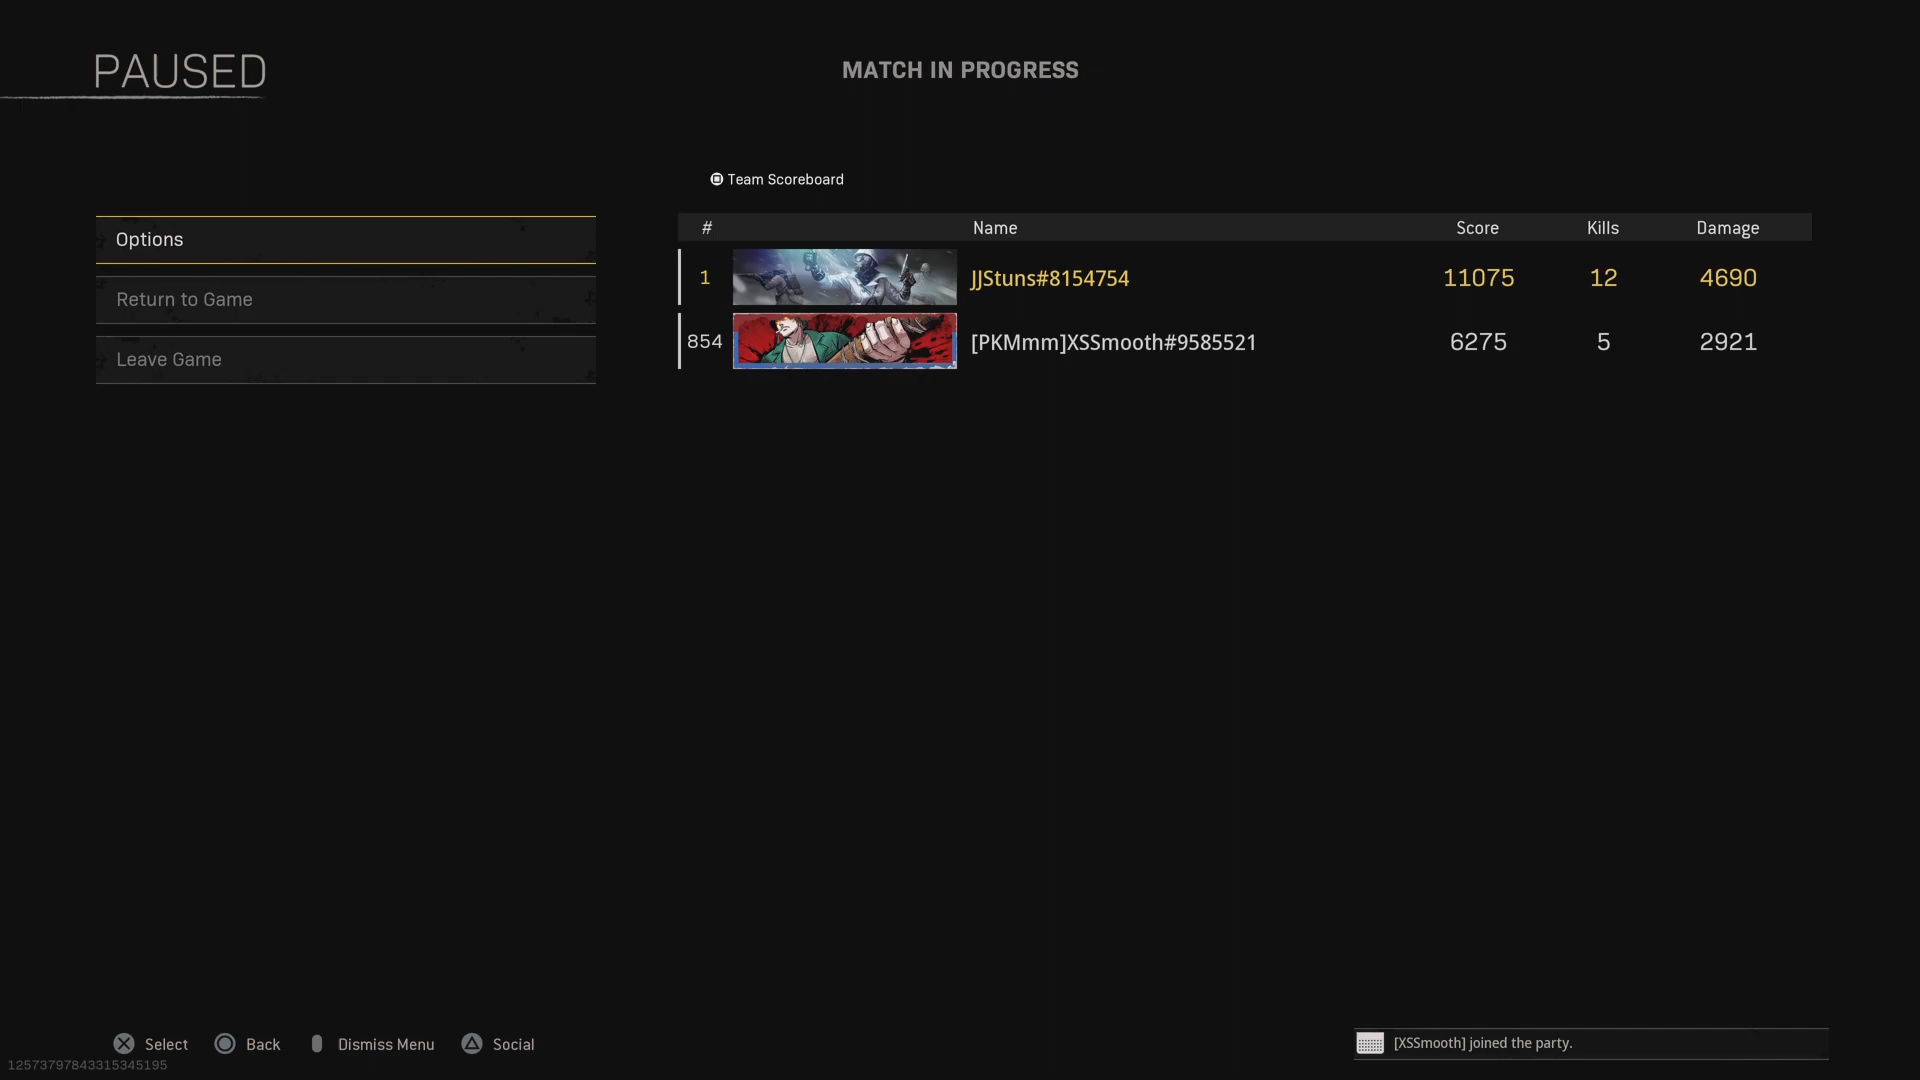 PAUSED
MATCH IN PROGRESS
Team Scoreboard
Options
Return to Game
Leave Game
# Name Score Kills Damage
1 JJStuns#8154754 11075 12 4690
854 [PKMmm]XSSmooth#9585521 6275 5 2921
Select Back Dismiss Menu Social
[XSSmooth] joined the party.
12573797843315345195